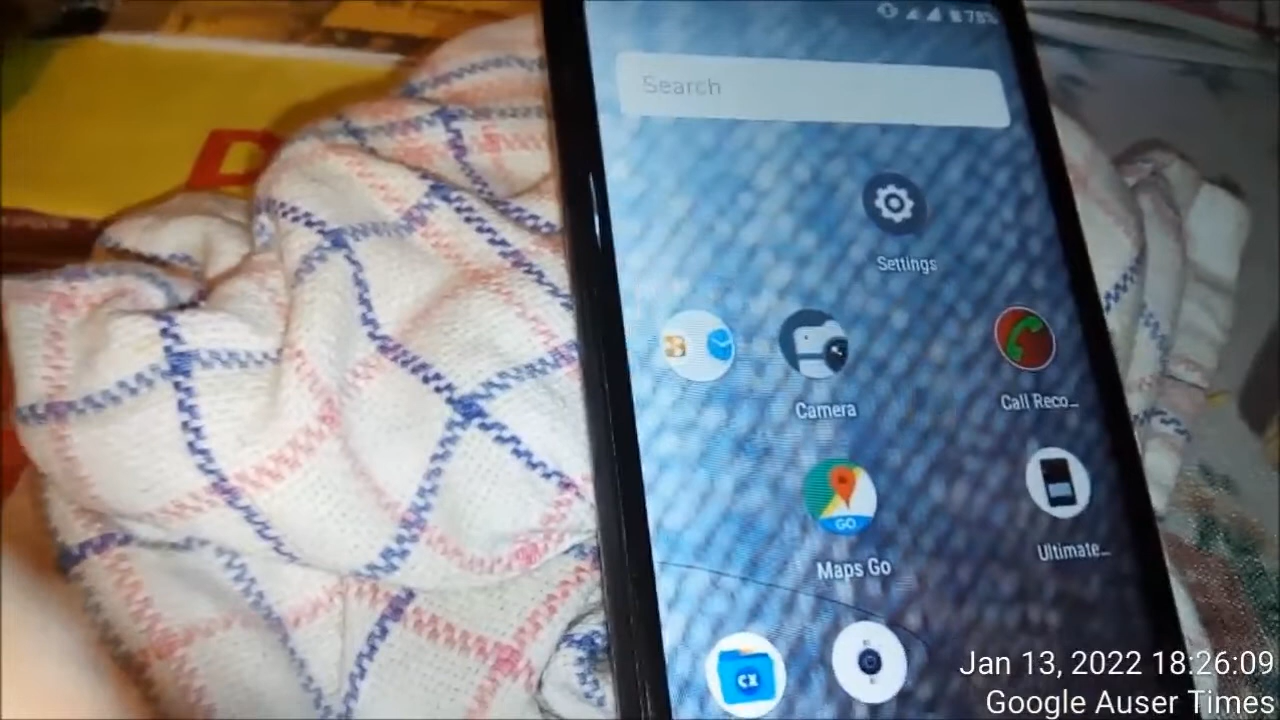 78%
Search
Settings
Camera
Call Reco...
Maps Go
GO
Ultimate...
CX
D
Jan 13, 2022 18:26:09
Google Auser Times